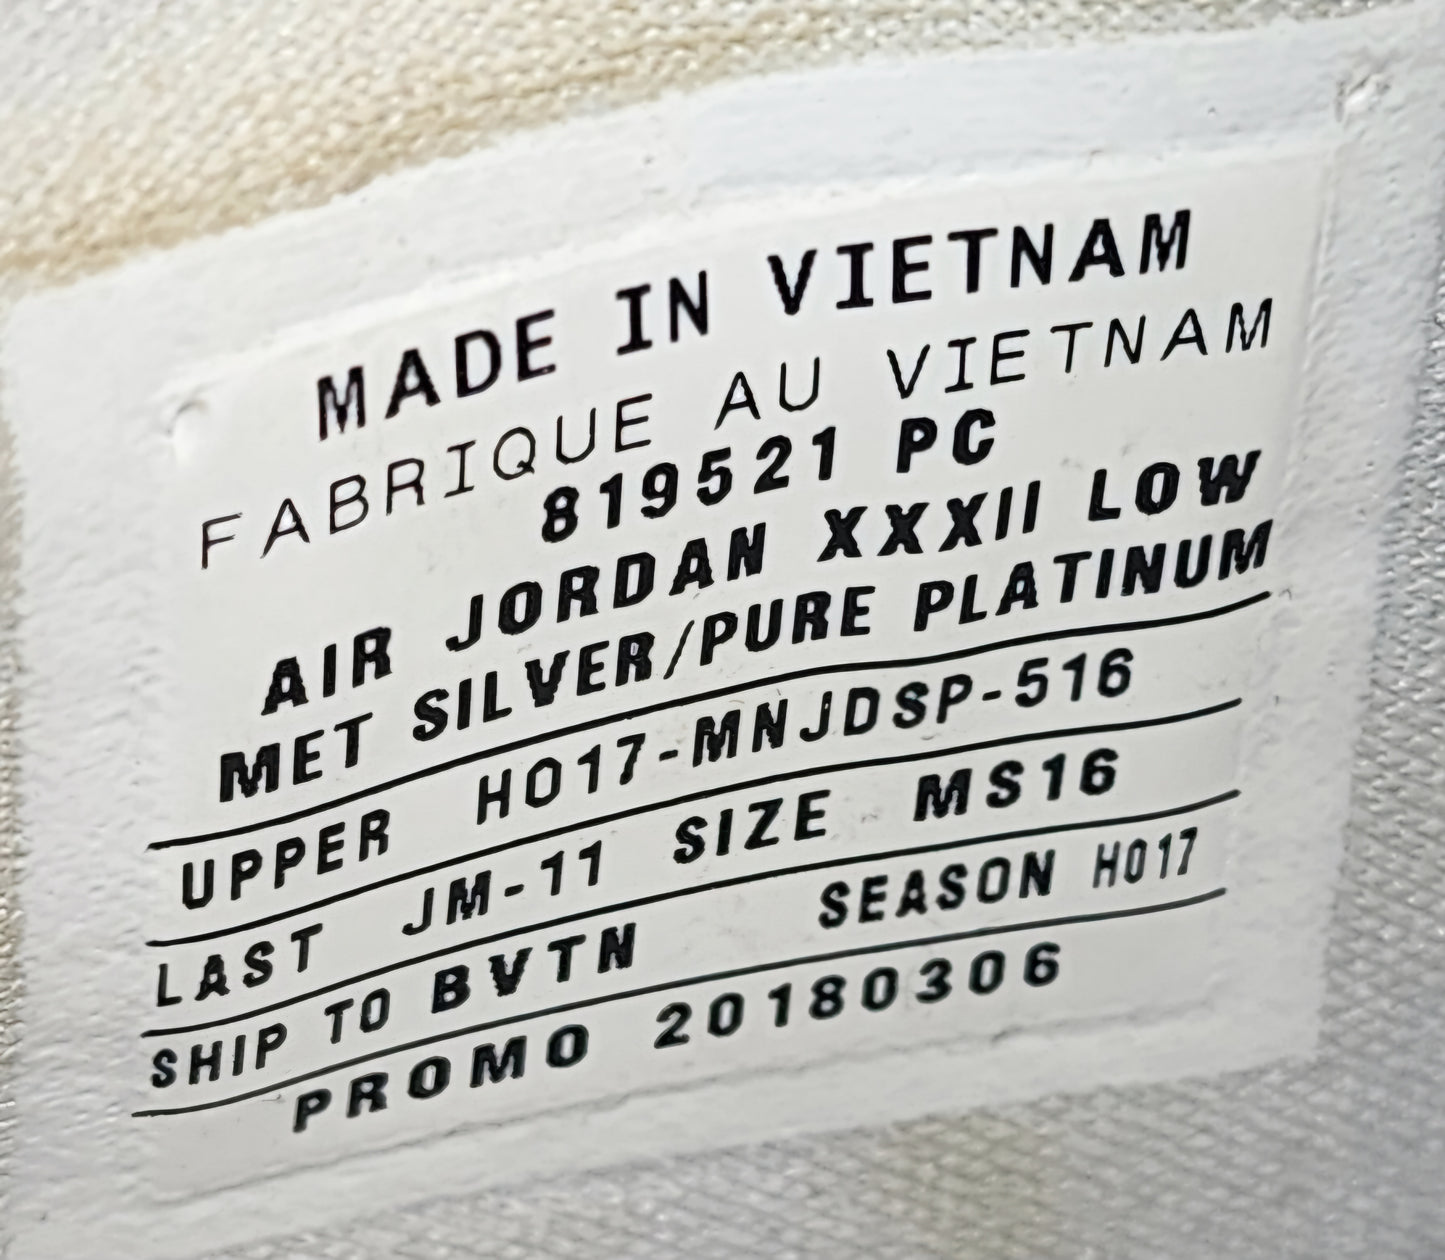 MADE IN VIETNAM
FABRIQUE AU VIETNAM
819521 PC
AIR JORDAN XXXII LOW
MET SILVER/PURE PLATINUM
UPPER HO17-MNJDSP-516
LAST JM-11 SIZE MS16
SHIP TO BVTN SEASON HO17
PROMO 20180306